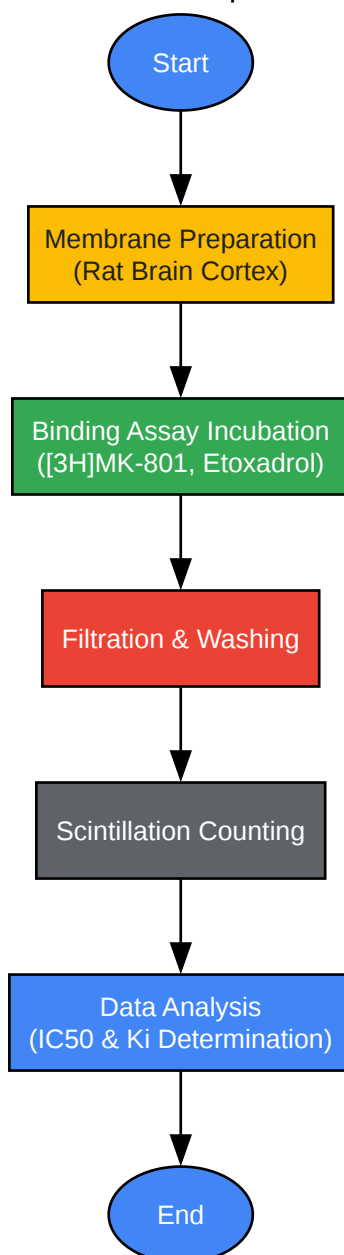 Start
Membrane Preparation
(Rat Brain Cortex)
Binding Assay Incubation
([3H]MK-801, Etoxadrol)
Filtration & Washing
Scintillation Counting
Data Analysis
(IC50 & Ki Determination)
End